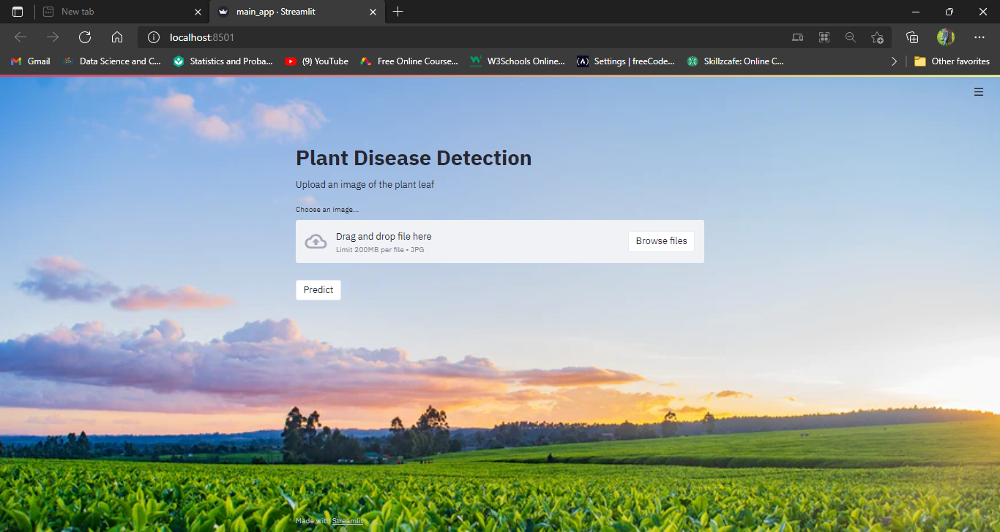 New tab
main_app · Streamlit
localhost:8501
Gmail
Data Science and C...
Statistics and Proba...
(9) YouTube
Free Online Course...
W3Schools Online...
Settings | freeCode...
Skillzcafe: Online C...
Other favorites
Plant Disease Detection
Upload an image of the plant leaf
Choose an image...
Drag and drop file here
Limit 200MB per file • JPG
Browse files
Predict
Made with Streamlit